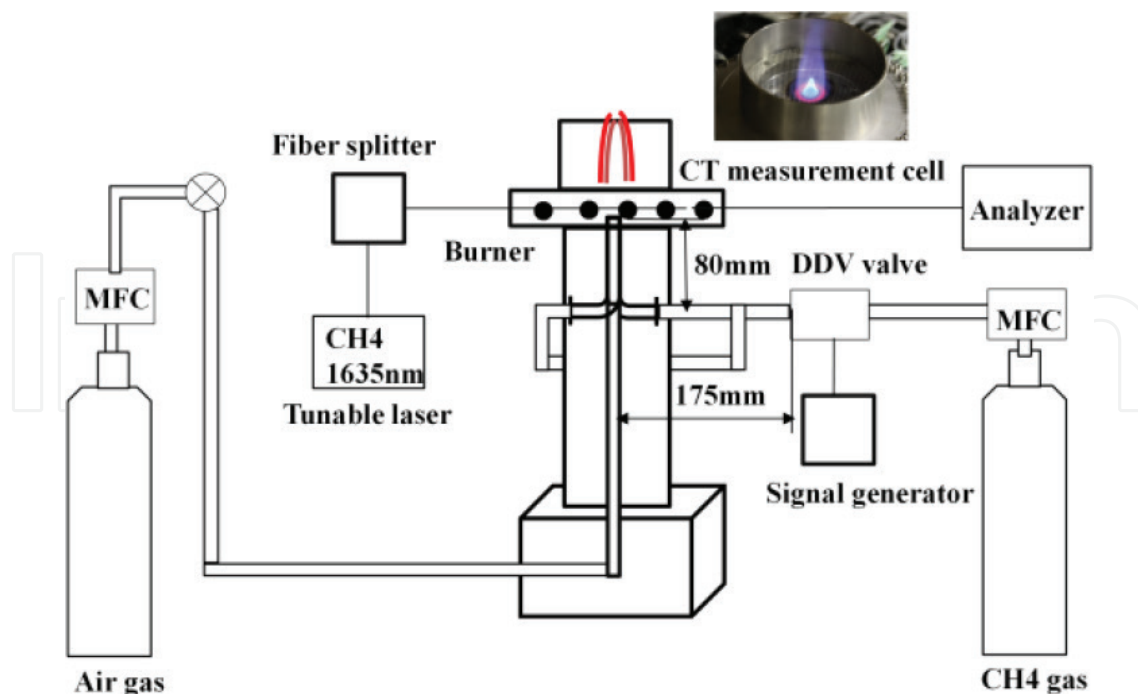 Fiber splitter
CT measurement cell
Analyzer
Burner
80mm
DDV valve
MFC
MFC
CH4
1635nm
Tunable laser
175mm
Signal generator
Air gas
CH4 gas